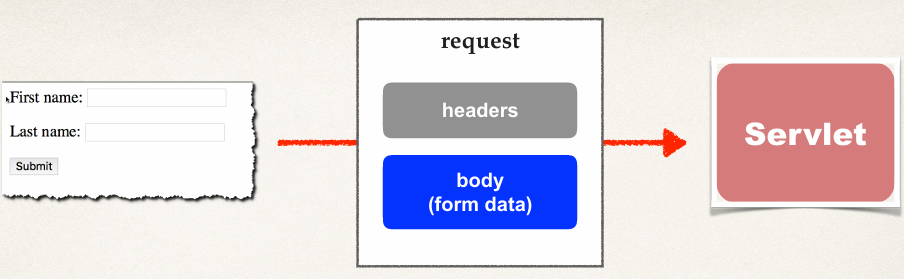 First name:
Last name:
Submit
request
headers
body
(form data)
Servlet